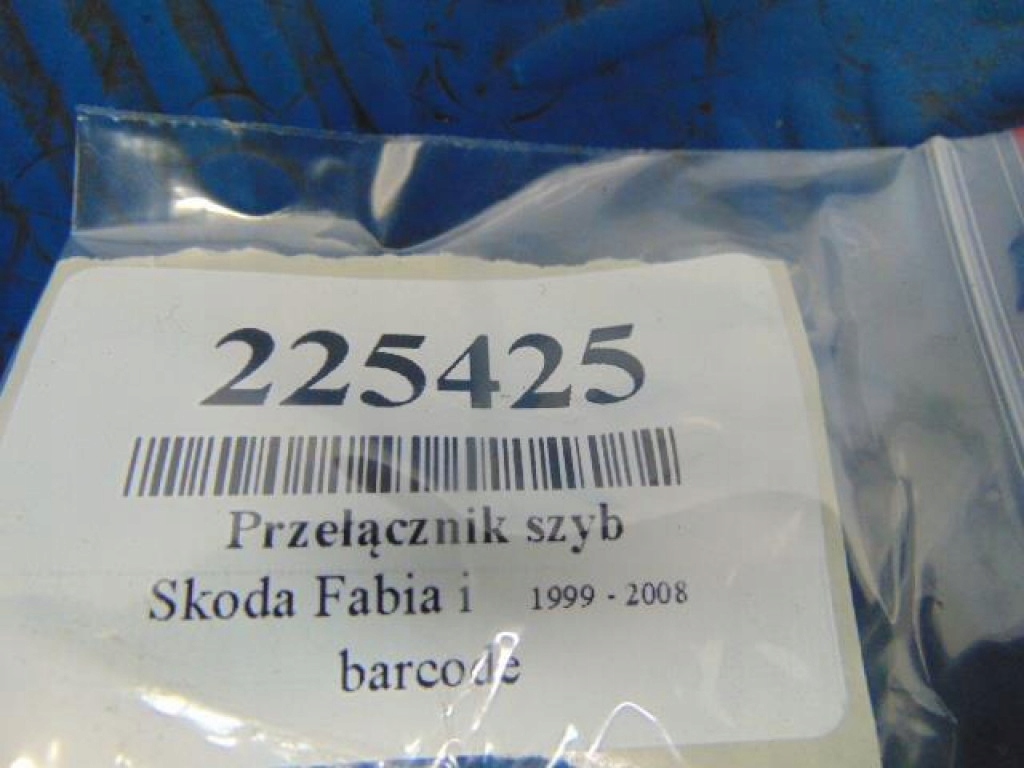 225425
Przełącznik szyb
Skoda Fabia i 1999 - 2008
barcode